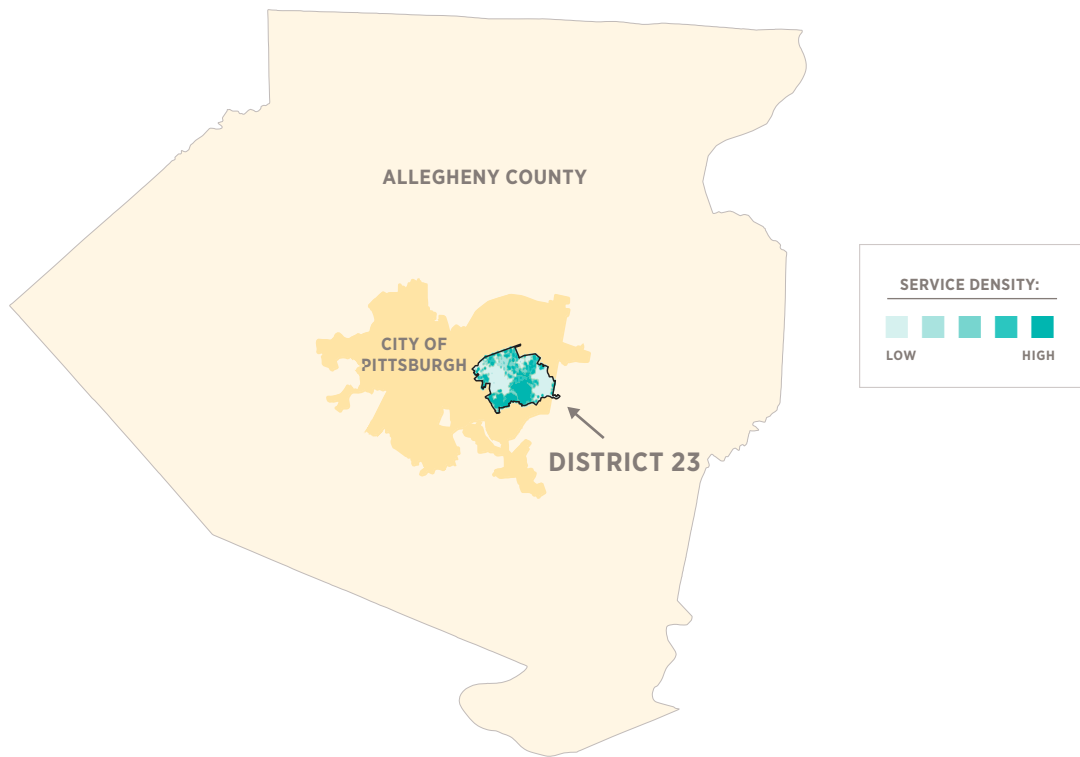 ALLEGHENY COUNTY
SERVICE DENSITY:
LOW
HIGH
CITY OF
PITTSBURGH
DISTRICT 23